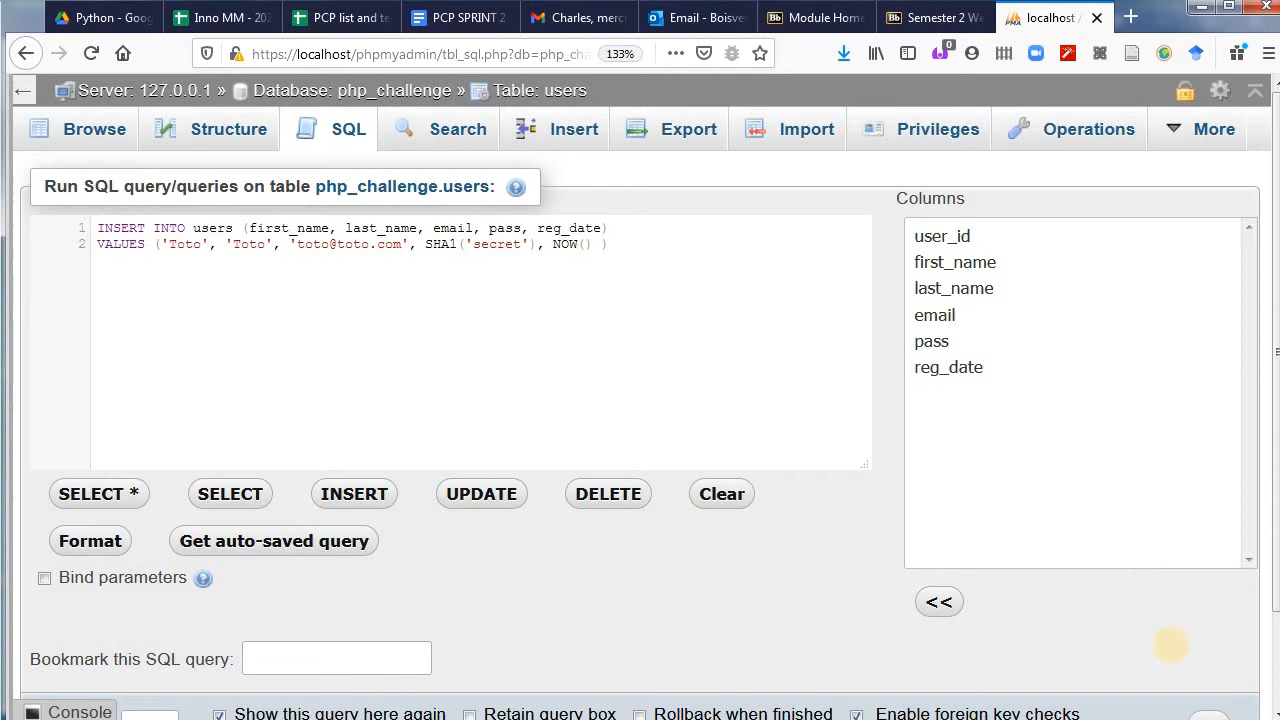 Python - Goog
Inno MM - 202
PCP list and te
PCP SPRINT 2
Charles, merci
Email - Boisve
Module Home
Semester 2 We
localhost /
https://localhost/phpmyadmin/tbl_sql.php?db=php_cha
133%
0
Server: 127.0.0.1 » Database: php_challenge » Table: users
Browse
Structure
SQL
Search
Insert
Export
Import
Privileges
Operations
More
Run SQL query/queries on table php_challenge.users:
Columns
1 INSERT INTO users (first_name, last_name, email, pass, reg_date)
2 VALUES ('Toto', 'Toto', 'toto@toto.com', SHA1('secret'), NOW() )
user_id
first_name
last_name
email
pass
reg_date
SELECT *
SELECT
INSERT
UPDATE
DELETE
Clear
Format
Get auto-saved query
Bind parameters
<<
Bookmark this SQL query:
Console
Show this query here again
Retain query box
Rollback when finished
Enable foreign key checks